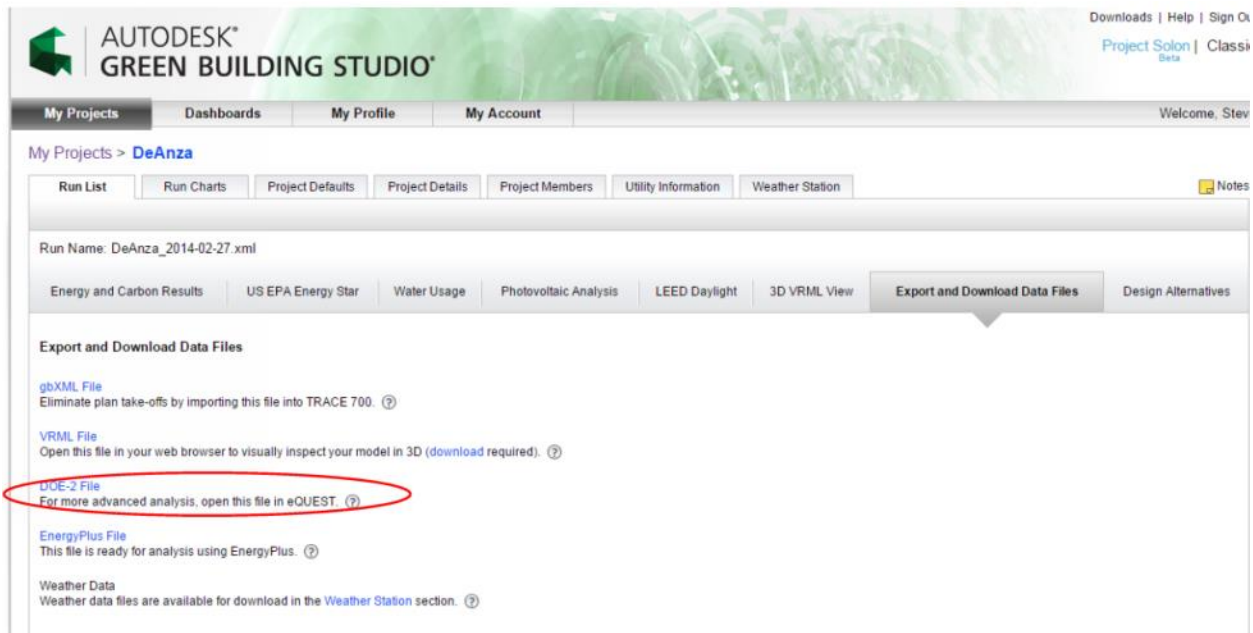 Downloads | Help | Sign Ou
AUTODESK®
GREEN BUILDING STUDIO®
Project Solon | Classi
Beta
My Projects Dashboards My Profile My Account Welcome, Stev
My Projects > DeAnza
Run List Run Charts Project Defaults Project Details Project Members Utility Information Weather Station Notes
Run Name: DeAnza_2014-02-27.xml
Energy and Carbon Results US EPA Energy Star Water Usage Photovoltaic Analysis LEED Daylight 3D VRML View Export and Download Data Files Design Alternatives
Export and Download Data Files
gbXML File
Eliminate plan take-offs by importing this file into TRACE 700. ?
VRML File
Open this file in your web browser to visually inspect your model in 3D (download required). ?
DOE-2 File
For more advanced analysis, open this file in eQUEST. ?
EnergyPlus File
This file is ready for analysis using EnergyPlus. ?
Weather Data
Weather data files are available for download in the Weather Station section. ?